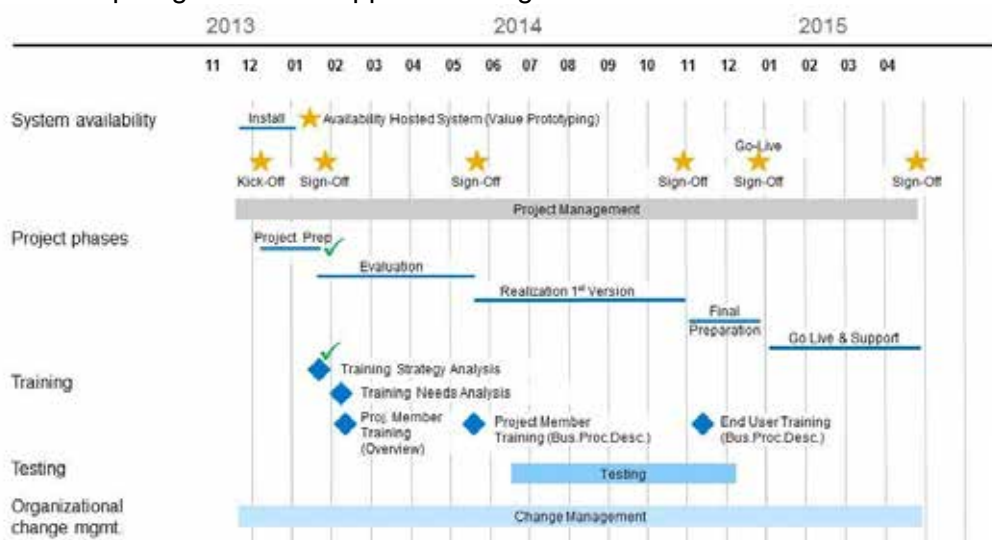 2013 2014 2015
11 12 01 02 03 04 05 06 07 08 09 10 11 12 01 02 03 04
System availability
Install
Availability Hosted System (Value Prototyping)
Go-Live
Kick-Off Sign-Off Sign-Off Sign-Off Sign-Off Sign-Off
Project Management
Project phases
Project Prep
Evaluation
Realization 1st Version
Final
Preparation
Go Live & Support
Training
Training Strategy Analysis
Training Needs Analysis
Proj. Member
Training
(Overview)
Project Member
Training (Bus.Proc.Desc.)
End User Training
(Bus.Proc.Desc.)
Testing
Testing
Organizational
change mgmt.
Change Management